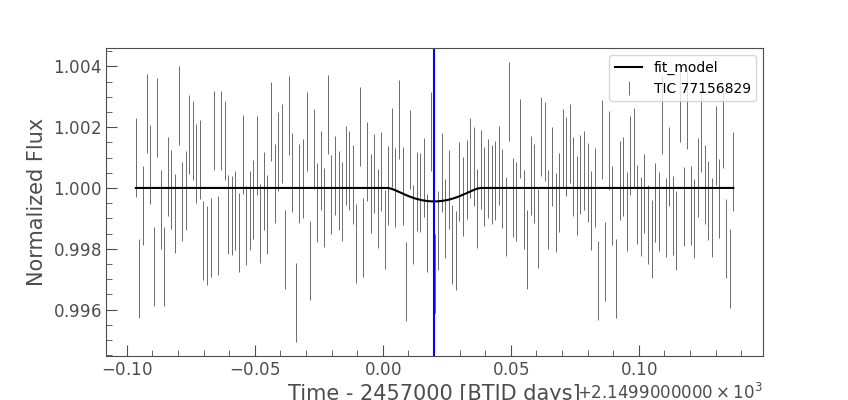 fit_model
TIC 77156829
1.004
1.002
1.000
0.998
0.996
Normalized Flux
−0.10
−0.05
0.00
0.05
0.10
Time - 2457000 [BTJD days]
+2.1499000000 × 10³